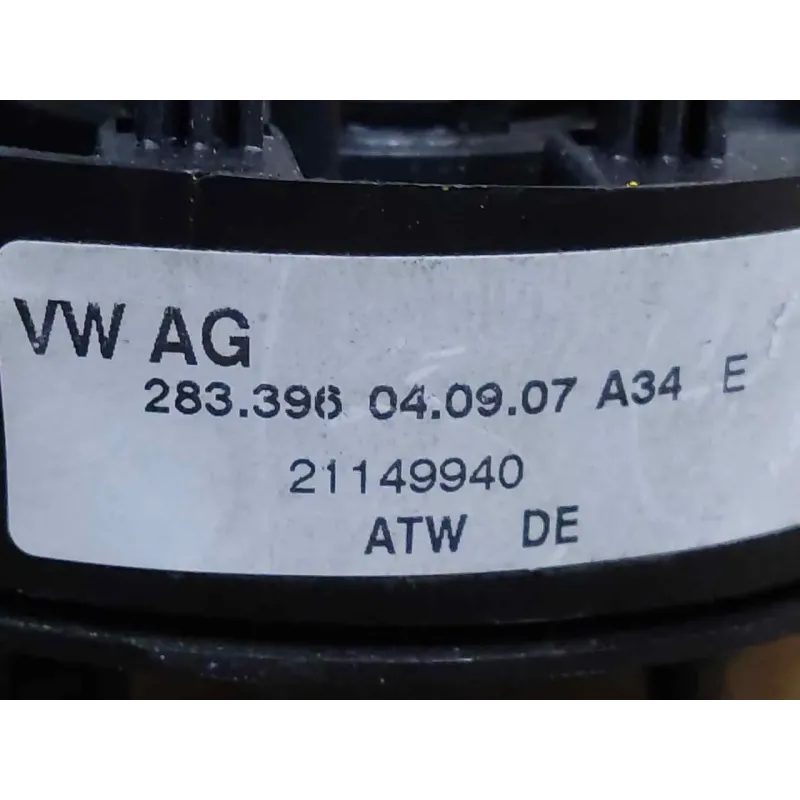 VW AG
283.396 04.09.07 A34 E
21149940
ATW DE